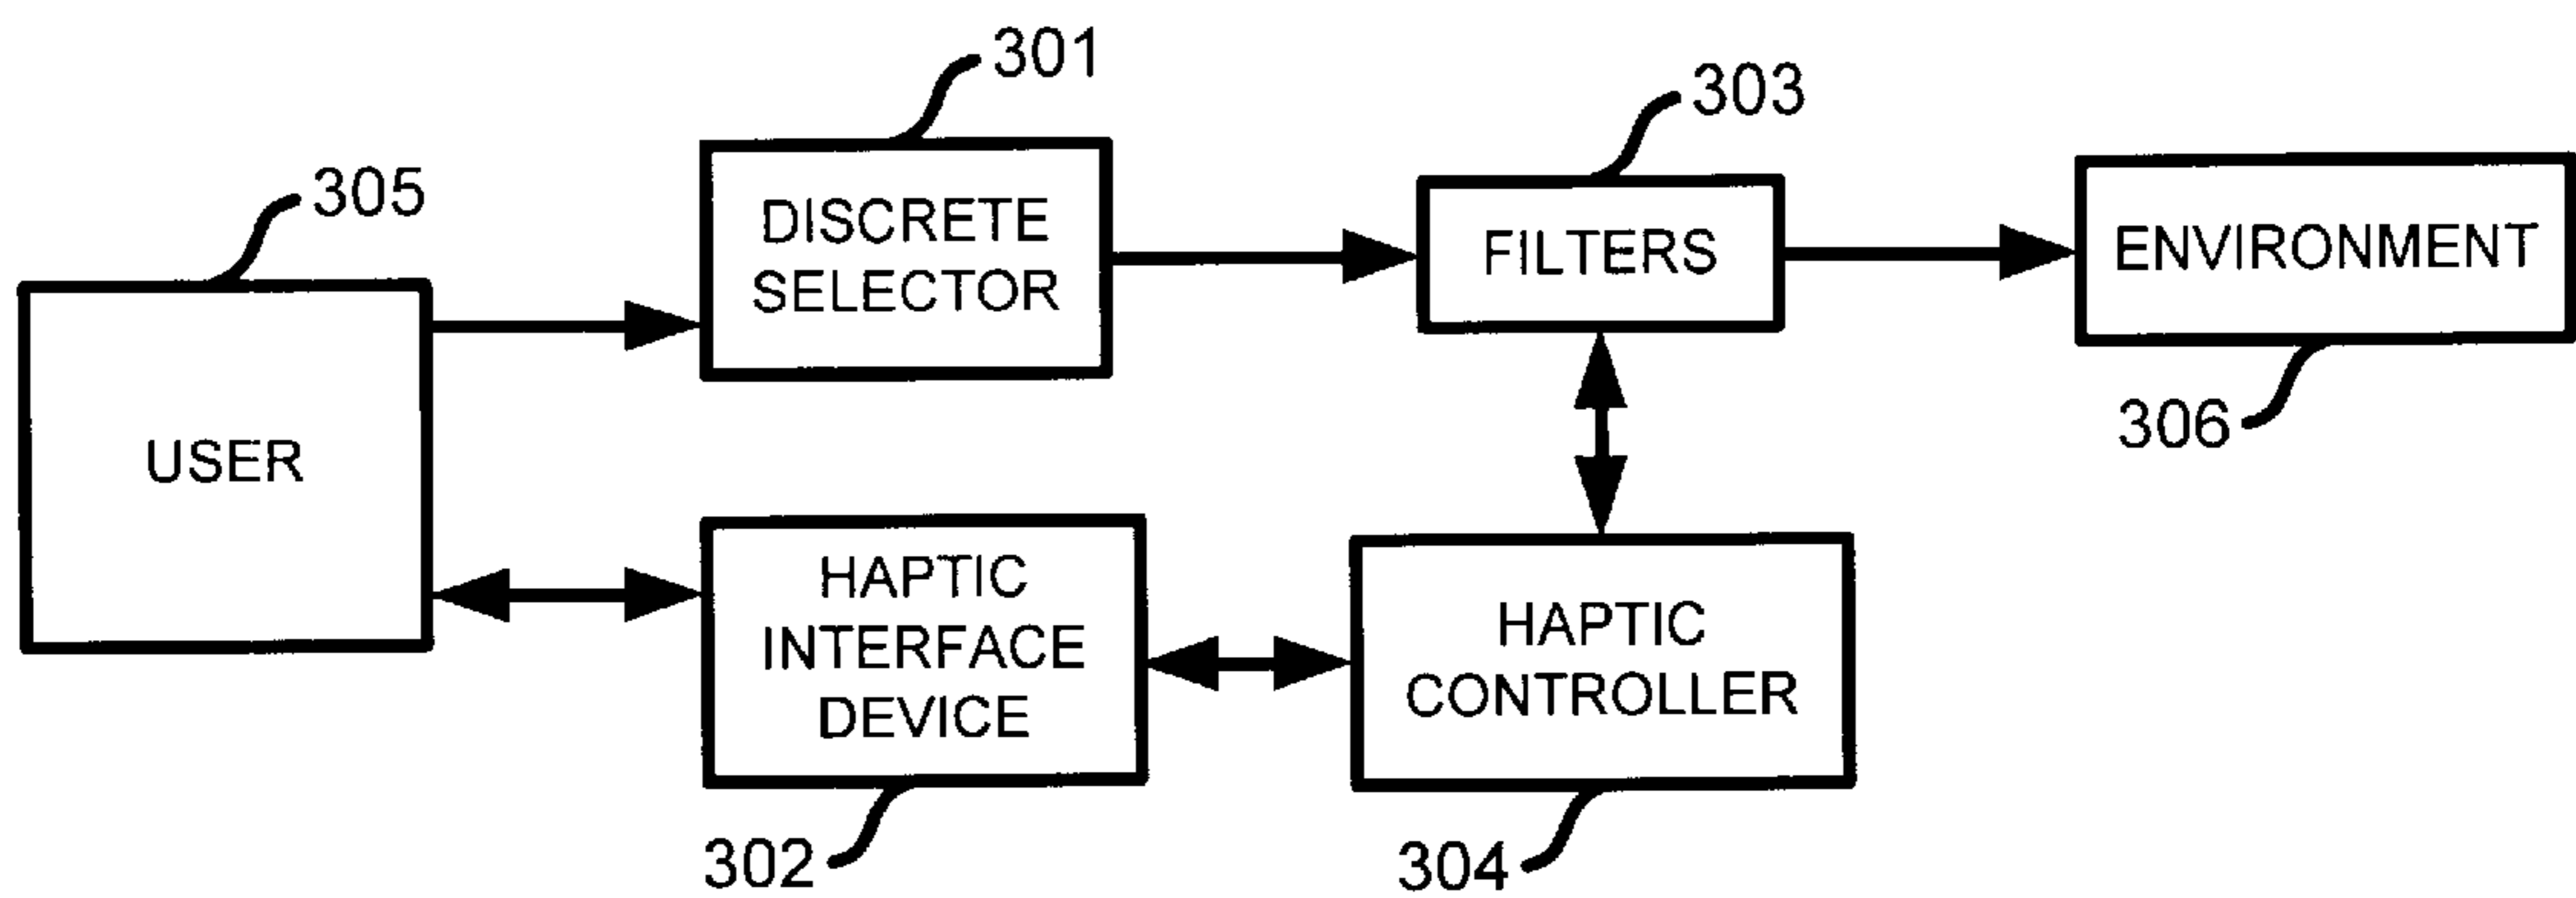 301
303
305
DISCRETE
SELECTOR
FILTERS
ENVIRONMENT
306
USER
HAPTIC
INTERFACE
DEVICE
HAPTIC
CONTROLLER
302
304